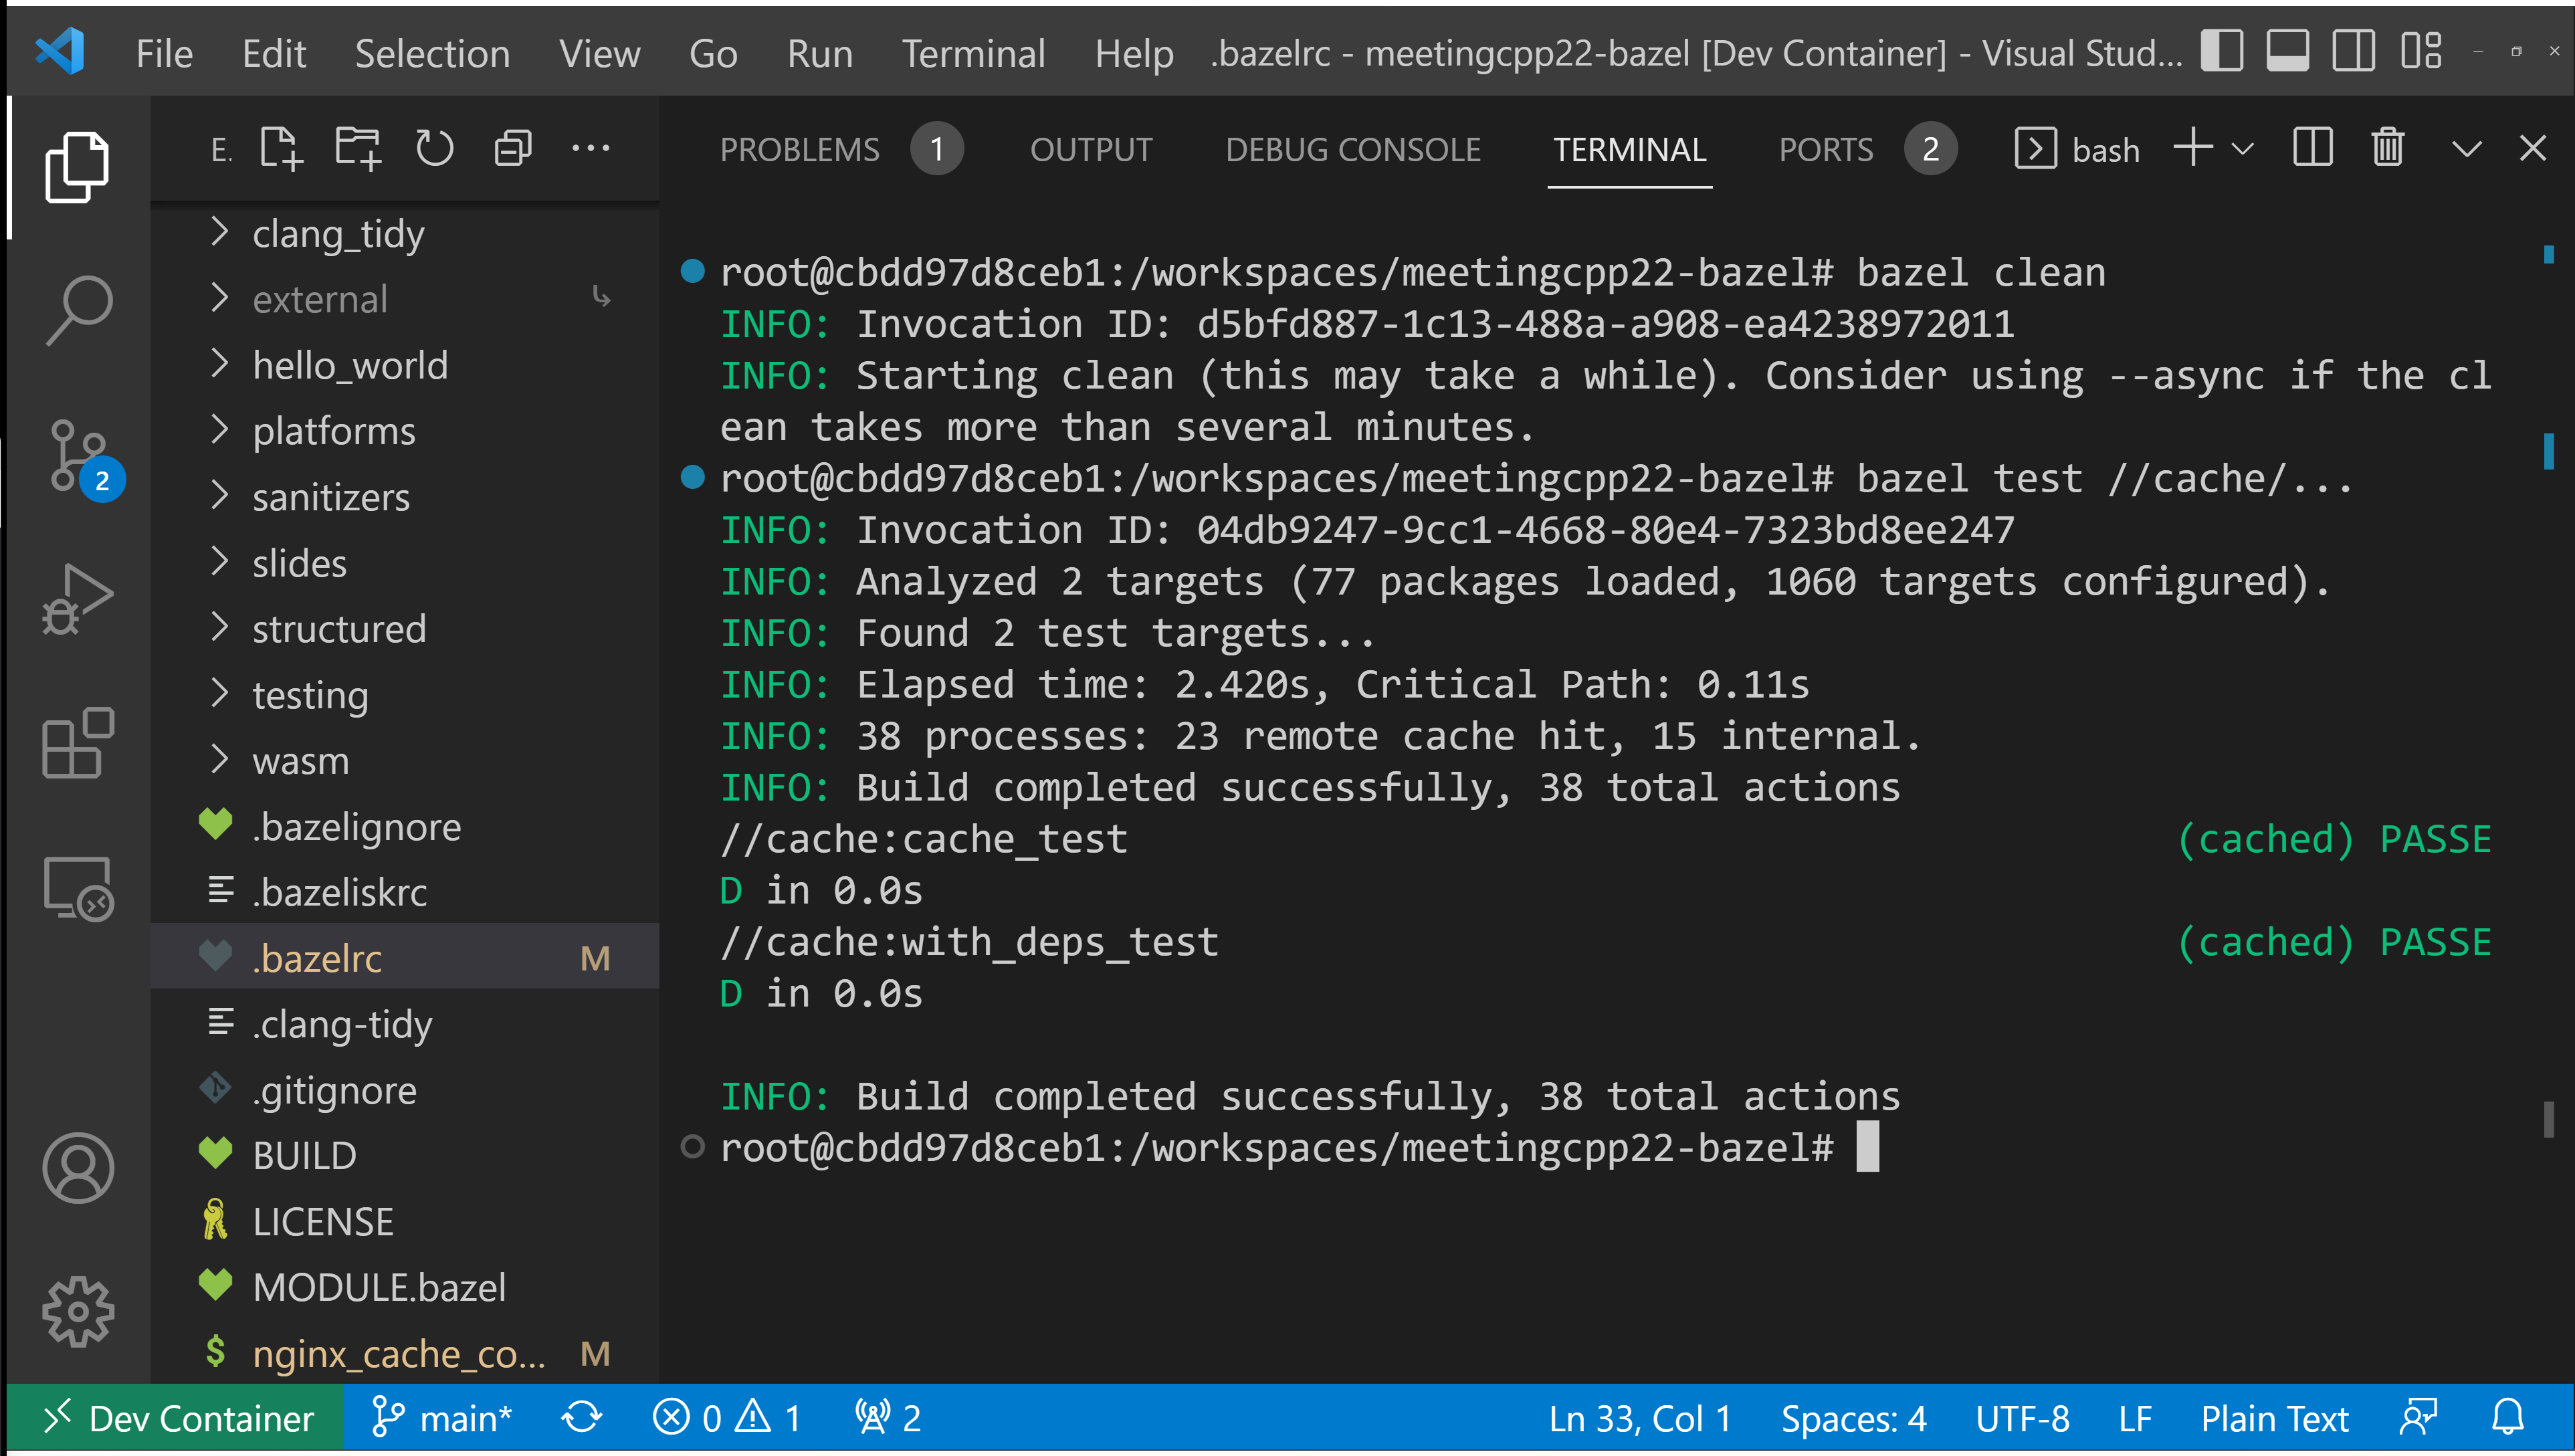 File Edit Selection View Go Run Terminal Help .bazelrc - meetingcpp22-bazel [Dev Container] - Visual Stud...
E.
PROBLEMS 1 OUTPUT DEBUG CONSOLE TERMINAL PORTS 2 bash
clang_tidy
external
hello_world
platforms
sanitizers
slides
structured
testing
wasm
.bazelignore
.bazeliskrc
.bazelrc M
.clang-tidy
.gitignore
BUILD
LICENSE
MODULE.bazel
nginx_cache_co... M
2
root@cbdd97d8ceb1:/workspaces/meetingcpp22-bazel# bazel clean
INFO: Invocation ID: d5bfd887-1c13-488a-a908-ea4238972011
INFO: Starting clean (this may take a while). Consider using --async if the cl
ean takes more than several minutes.
root@cbdd97d8ceb1:/workspaces/meetingcpp22-bazel# bazel test //cache/...
INFO: Invocation ID: 04db9247-9cc1-4668-80e4-7323bd8ee247
INFO: Analyzed 2 targets (77 packages loaded, 1060 targets configured).
INFO: Found 2 test targets...
INFO: Elapsed time: 2.420s, Critical Path: 0.11s
INFO: 38 processes: 23 remote cache hit, 15 internal.
INFO: Build completed successfully, 38 total actions
//cache:cache_test (cached) PASSE
D in 0.0s
//cache:with_deps_test (cached) PASSE
D in 0.0s
INFO: Build completed successfully, 38 total actions
root@cbdd97d8ceb1:/workspaces/meetingcpp22-bazel#
Dev Container main* 0 1 2 Ln 33, Col 1 Spaces: 4 UTF-8 LF Plain Text